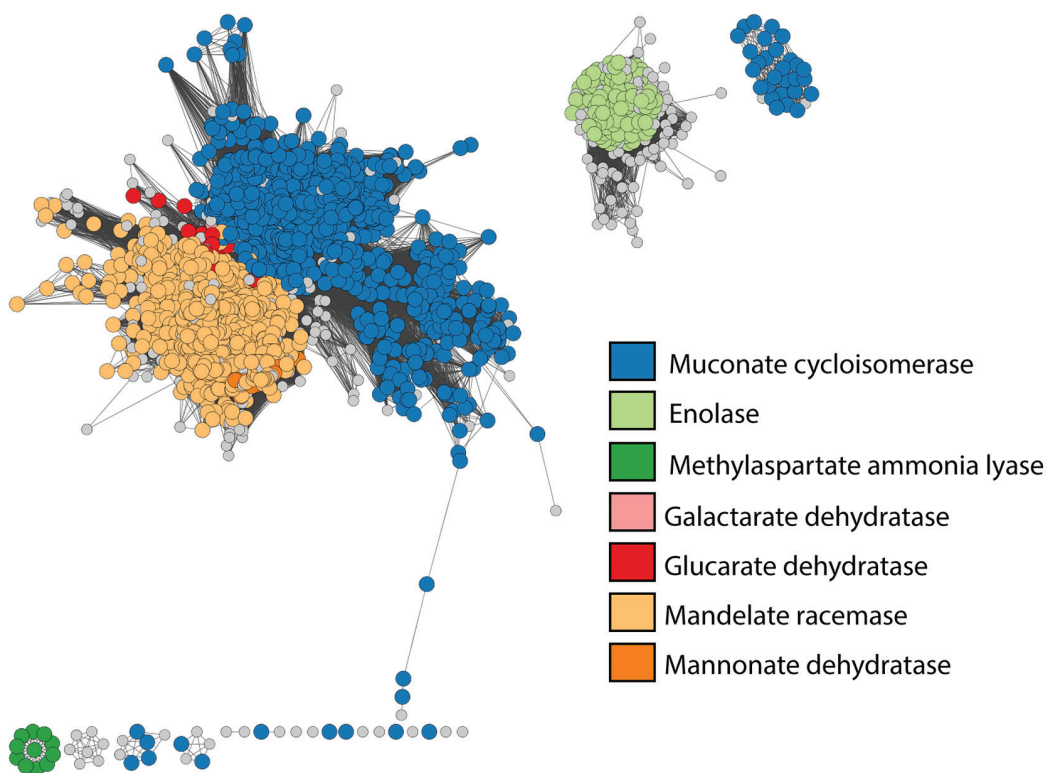 Muconate cycloisomerase
Enolase
Methylaspartate ammonia lyase
Galactarate dehydratase
Glucarate dehydratase
Mandelate racemase
Mannonate dehydratase